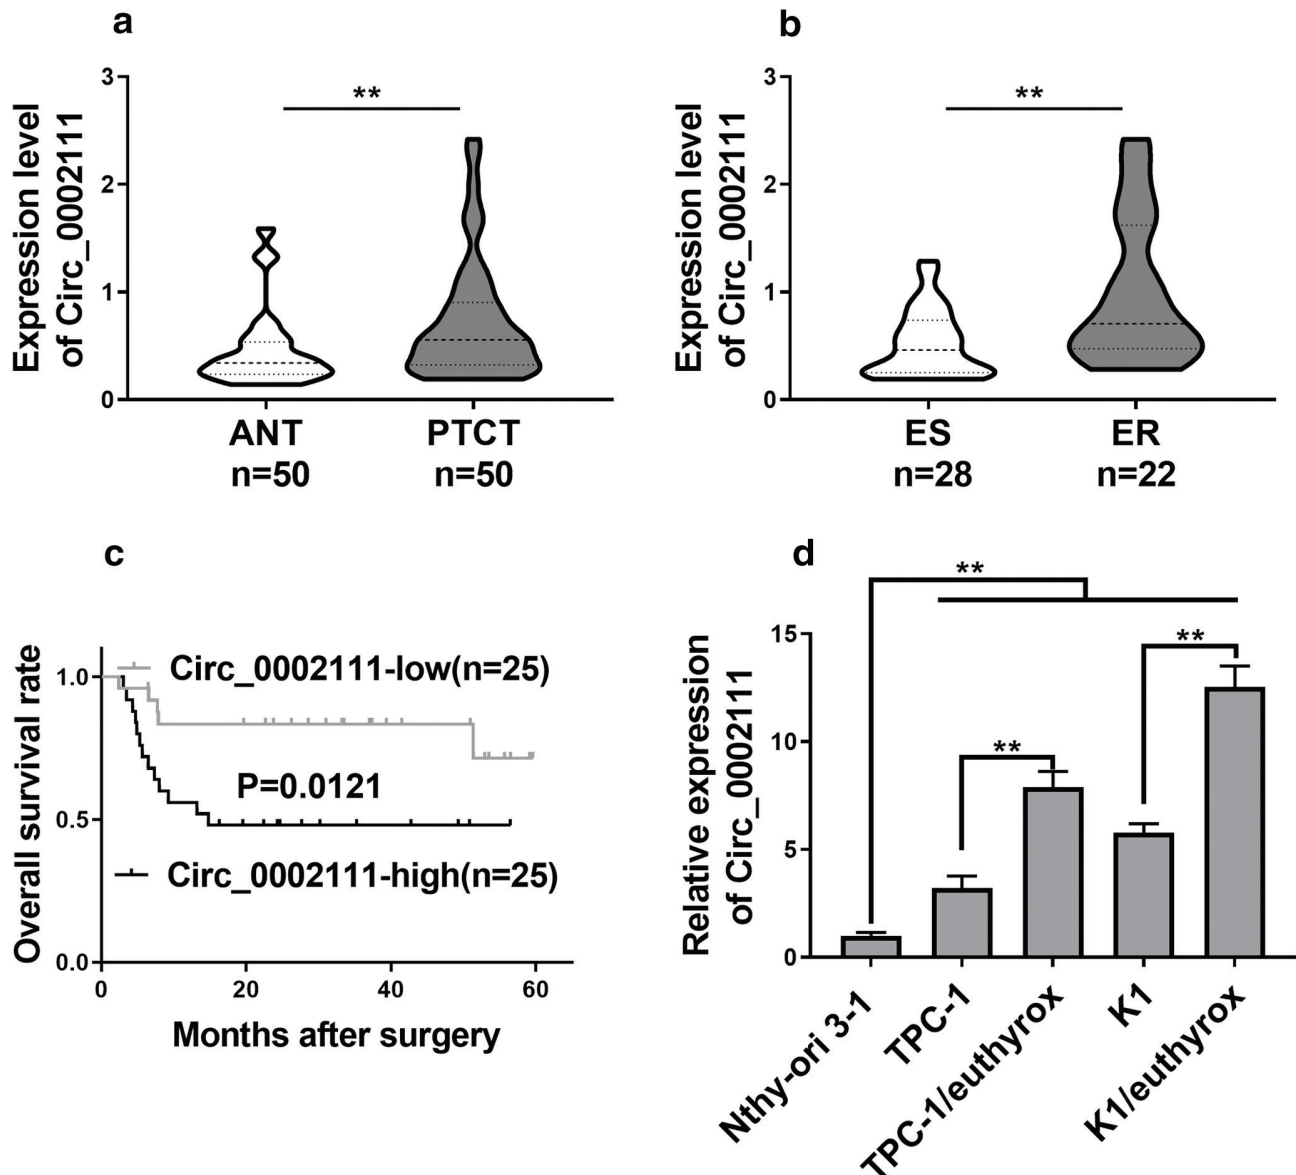 a
Expression level
of Circ_0002111
3
2
1
0
**
ANT
n=50
PTCT
n=50
b
Expression level
of Circ_0002111
3
2
1
0
**
ES
n=28
ER
n=22
c
Overall survival rate
1.0
0.5
0.0
Circ_0002111-low(n=25)
P=0.0121
Circ_0002111-high(n=25)
0
20
40
60
Months after surgery
d
Relative expression
of Circ_0002111
15
10
5
0
**
**
**
Nthy-ori 3-1
TPC-1
TPC-1/euthyrox
K1
K1/euthyrox